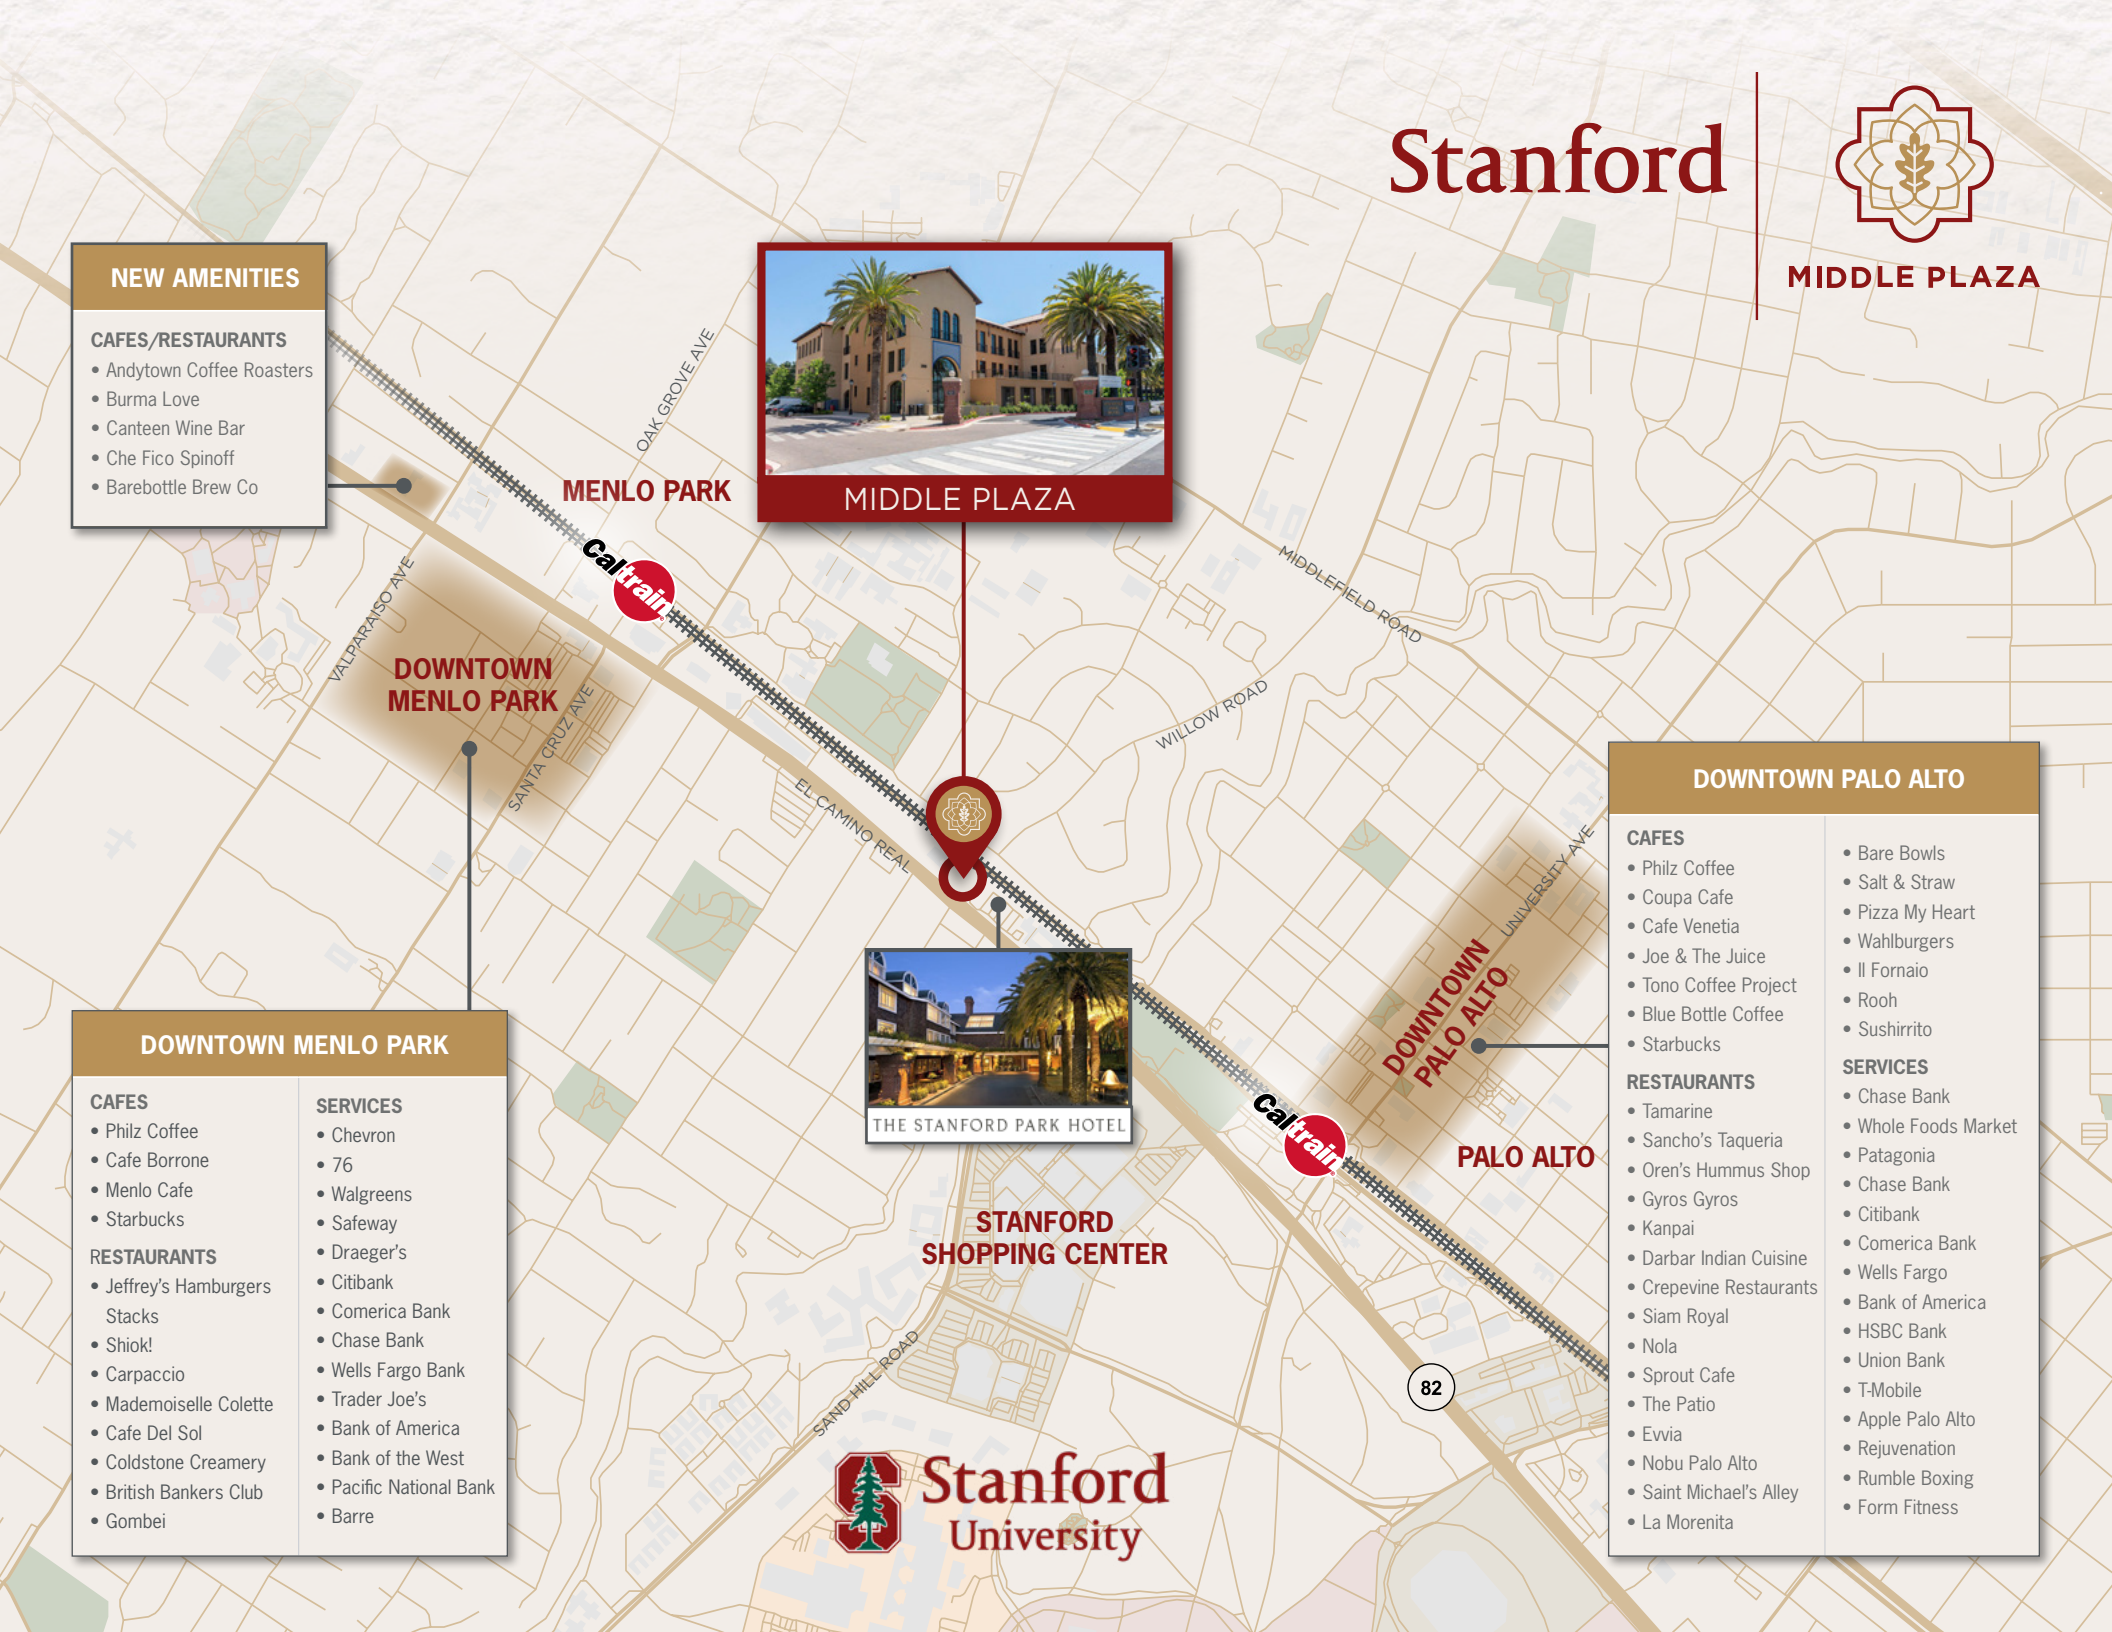 Stanford
MIDDLE PLAZA
NEW AMENITIES
CAFES/RESTAURANTS
• Andytown Coffee Roasters
• Burma Love
• Canteen Wine Bar
• Che Fico Spinoff
• Barebottle Brew Co
OAK GROVE AVE
MENLO PARK
MIDDLE PLAZA
Caltrain
MIDDLEFIELD ROAD
VALPARAISO AVE
DOWNTOWN
MENLO PARK
SANTA CRUZ AVE
WILLOW ROAD
EL CAMINO REAL
UNIVERSITY AVE
DOWNTOWN
PALO ALTO
THE STANFORD PARK HOTEL
Caltrain
PALO ALTO
STANFORD
SHOPPING CENTER
SAND HILL ROAD
82
Stanford
University
DOWNTOWN MENLO PARK
CAFES
• Philz Coffee
• Cafe Borrone
• Menlo Cafe
• Starbucks
RESTAURANTS
• Jeffrey's Hamburgers
Stacks
• Shiok!
• Carpaccio
• Mademoiselle Colette
• Cafe Del Sol
• Coldstone Creamery
• British Bankers Club
• Gombei
SERVICES
• Chevron
• 76
• Walgreens
• Safeway
• Draeger's
• Citibank
• Comerica Bank
• Chase Bank
• Wells Fargo Bank
• Trader Joe's
• Bank of America
• Bank of the West
• Pacific National Bank
• Barre
DOWNTOWN PALO ALTO
CAFES
• Philz Coffee
• Coupa Cafe
• Cafe Venetia
• Joe & The Juice
• Tono Coffee Project
• Blue Bottle Coffee
• Starbucks
RESTAURANTS
• Tamarine
• Sancho's Taqueria
• Oren's Hummus Shop
• Gyros Gyros
• Kanpai
• Darbar Indian Cuisine
• Crepevine Restaurants
• Siam Royal
• Nola
• Sprout Cafe
• The Patio
• Evvia
• Nobu Palo Alto
• Saint Michael's Alley
• La Morenita
• Bare Bowls
• Salt & Straw
• Pizza My Heart
• Wahlburgers
• Il Fornaio
• Rooh
• Sushirrito
SERVICES
• Chase Bank
• Whole Foods Market
• Patagonia
• Chase Bank
• Citibank
• Comerica Bank
• Wells Fargo
• Bank of America
• HSBC Bank
• Union Bank
• T-Mobile
• Apple Palo Alto
• Rejuvenation
• Rumble Boxing
• Form Fitness